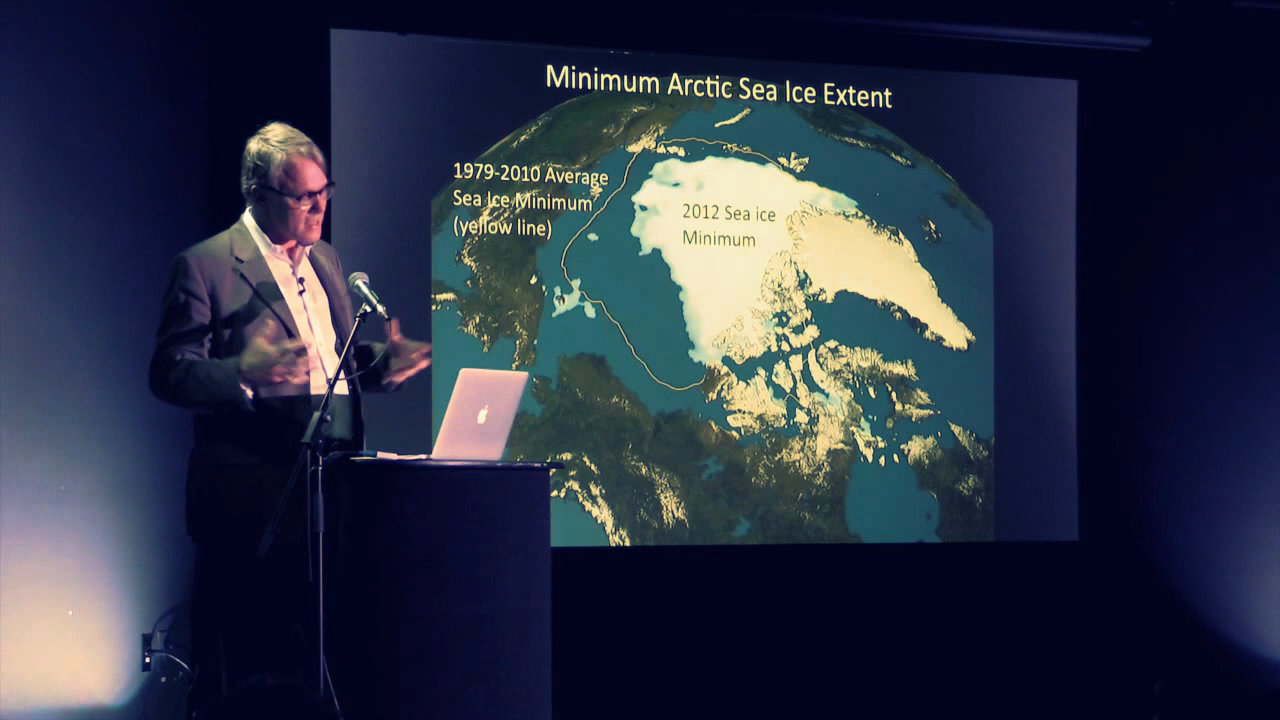 Minimum Arctic Sea Ice Extent
1979-2010 Average
Sea Ice Minimum
(yellow line)
2012 Sea ice
Minimum